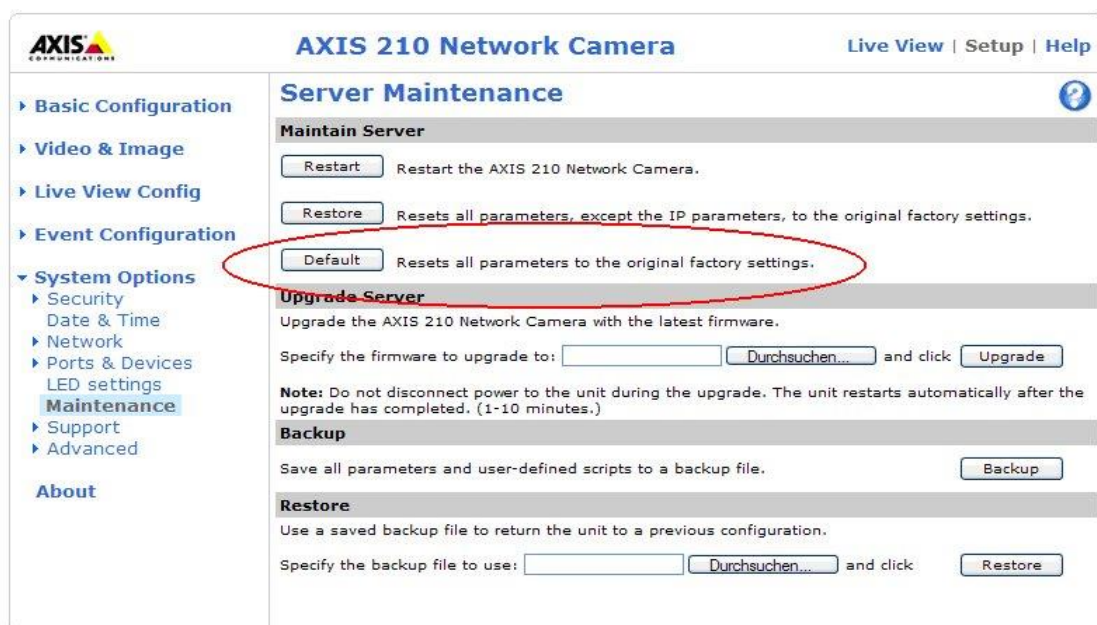 AXIS
COMMUNICATIONS
AXIS 210 Network Camera
Live View | Setup | Help
Basic Configuration
Video & Image
Live View Config
Event Configuration
System Options
Security
Date & Time
Network
Ports & Devices
LED settings
Maintenance
Support
Advanced
About
Server Maintenance
?
Maintain Server
Restart Restart the AXIS 210 Network Camera.
Restore Resets all parameters, except the IP parameters, to the original factory settings.
Default Resets all parameters to the original factory settings.
Upgrade Server
Upgrade the AXIS 210 Network Camera with the latest firmware.
Specify the firmware to upgrade to: Durchsuchen... and click Upgrade
Note: Do not disconnect power to the unit during the upgrade. The unit restarts automatically after the
upgrade has completed. (1-10 minutes.)
Backup
Save all parameters and user-defined scripts to a backup file. Backup
Restore
Use a saved backup file to return the unit to a previous configuration.
Specify the backup file to use: Durchsuchen... and click Restore